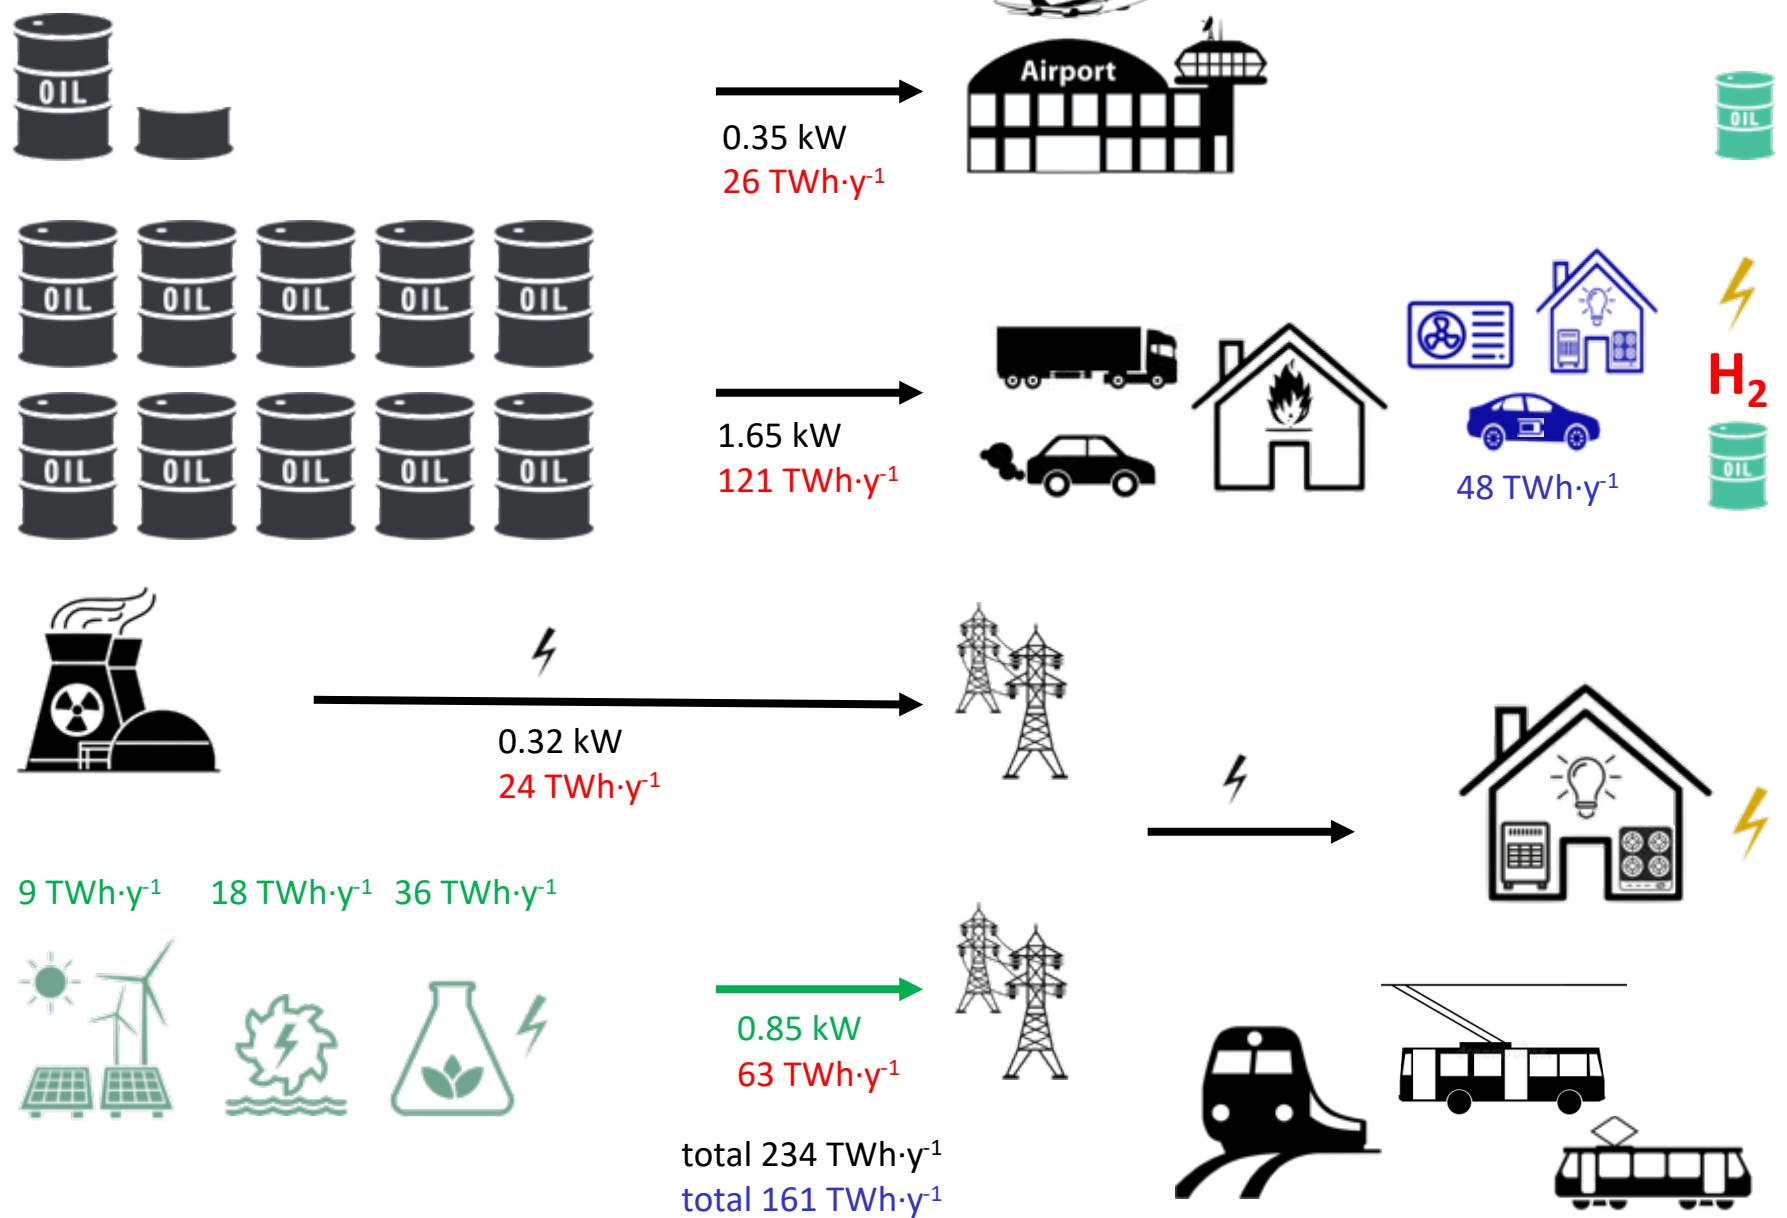 OIL
Airport
OIL
0.35 kW
26 TWh·y⁻¹
OIL OIL OIL OIL OIL
H₂
OIL OIL OIL OIL OIL
1.65 kW
121 TWh·y⁻¹
48 TWh·y⁻¹
OIL
0.32 kW
24 TWh·y⁻¹
9 TWh·y⁻¹ 18 TWh·y⁻¹ 36 TWh·y⁻¹
0.85 kW
63 TWh·y⁻¹
total 234 TWh·y⁻¹
total 161 TWh·y⁻¹